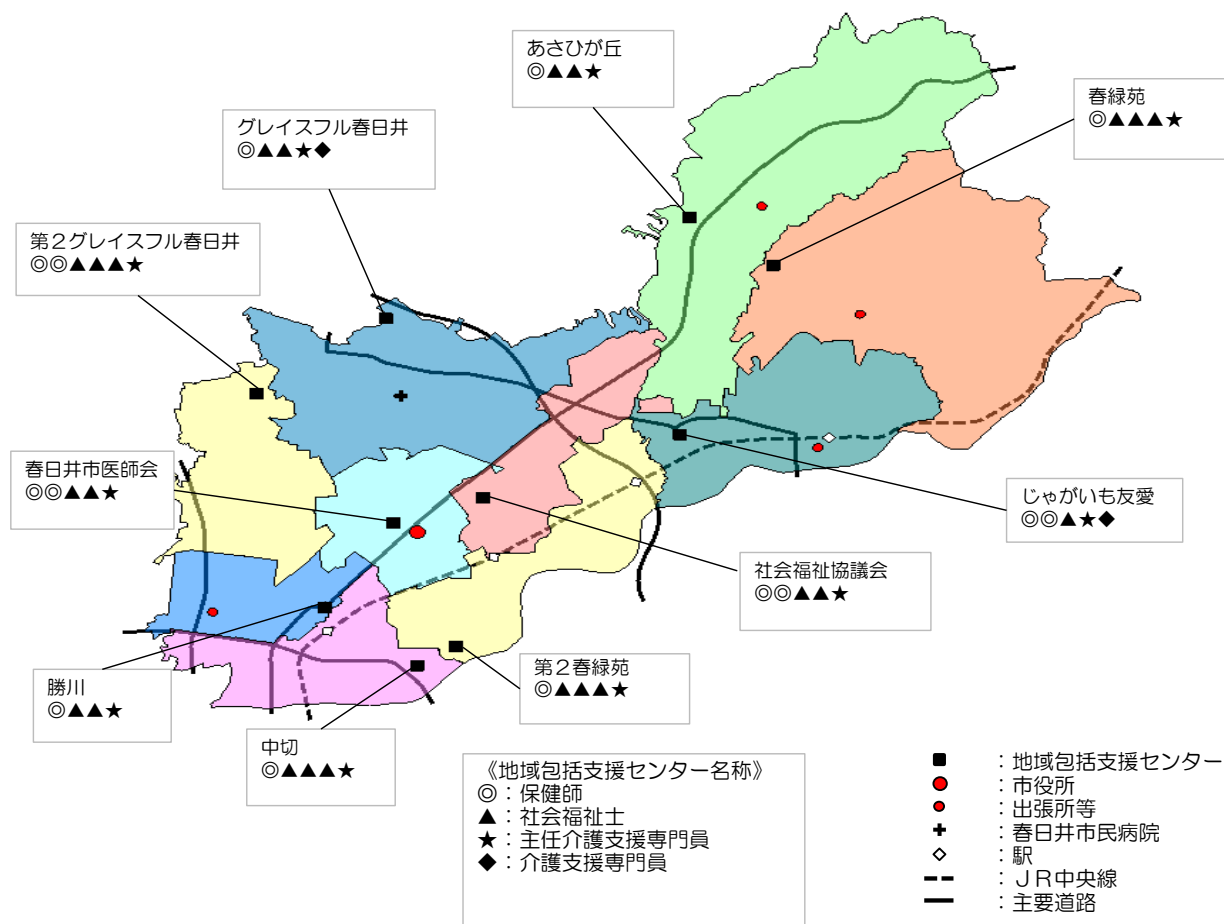 あさひが丘
◎▲▲★
春緑苑
◎▲▲▲★
グレイスフル春日井
◎▲▲★◆
第2グレイスフル春日井
◎◎▲▲▲★
春日井市医師会
◎◎▲▲★
じゃがいも友愛
◎◎▲★◆
社会福祉協議会
◎◎▲▲★
第2春緑苑
◎▲▲▲★
勝川
◎▲▲★
中切
◎▲▲▲★
《地域包括支援センター名称》
◎:保健師
▲:社会福祉士
★:主任介護支援専門員
◆:介護支援専門員
■:地域包括支援センター
●:市役所
●:出張所等
✚:春日井市民病院
◇:駅
:JR中央線
:主要道路